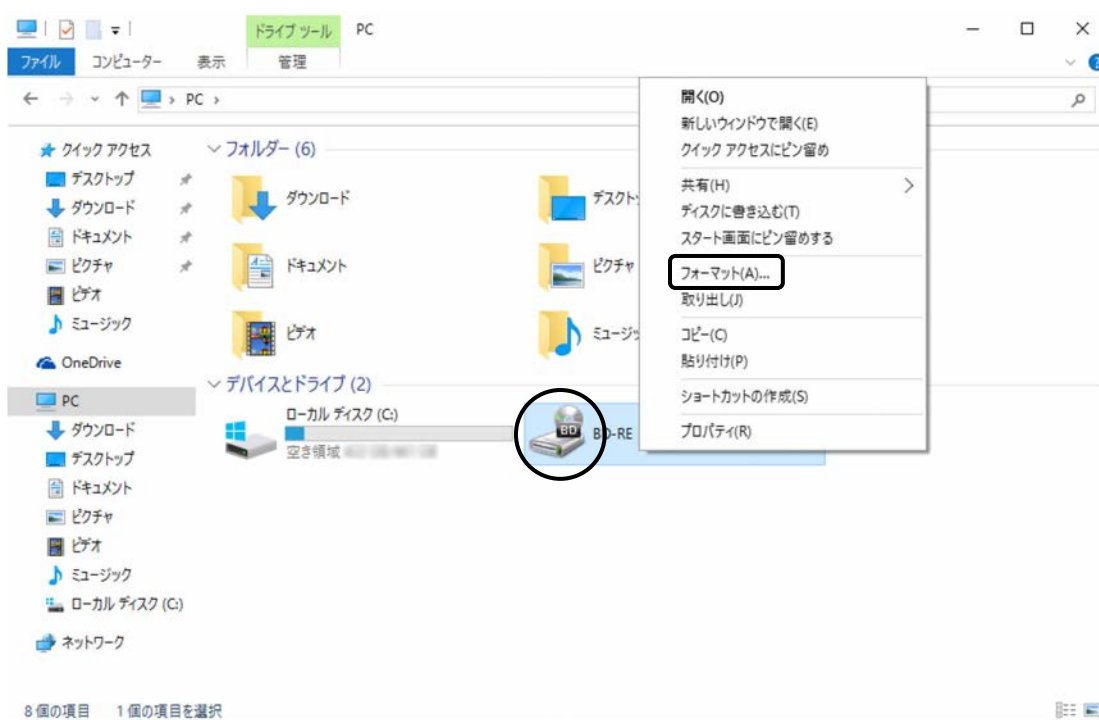 ドライブ ツール PC
ファイル コンピューター 表示 管理
PC
クイック アクセス
デスクトップ
ダウンロード
ドキュメント
ピクチャ
ビデオ
ミュージック
OneDrive
PC
ダウンロード
デスクトップ
ドキュメント
ピクチャ
ビデオ
ミュージック
ローカル ディスク (C:)
ネットワーク
フォルダー (6)
ダウンロード
ドキュメント
ピクチャ
ビデオ
デバイスとドライブ (2)
ローカル ディスク (C:)
空き領域
BD
BD-RE
開く(O)
新しいウィンドウで開く(E)
クイック アクセスにピン留め
共有(H)
ディスクに書き込む(T)
スタート画面にピン留めする
フォーマット(A)...
取り出し(J)
コピー(C)
貼り付け(P)
ショートカットの作成(S)
プロパティ(R)
8 個の項目 1 個の項目を選択